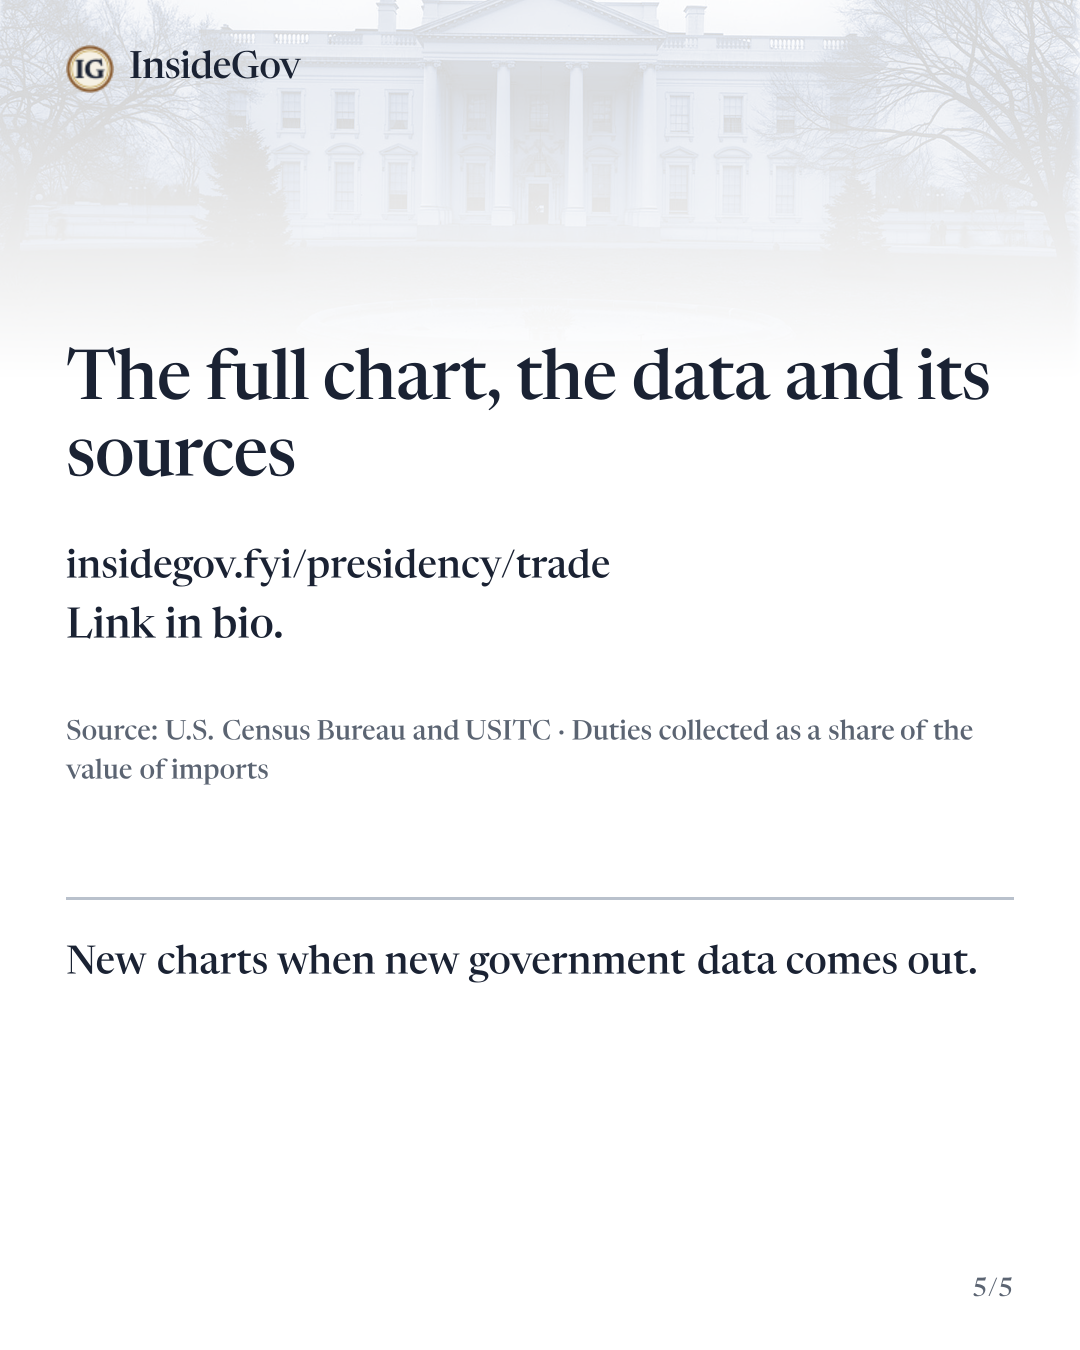 IG InsideGov
The full chart, the data and its
sources
insidegov.fyi/presidency/trade
Link in bio.
Source: U.S. Census Bureau and USITC · Duties collected as a share of the
value of imports
New charts when new government data comes out.
5/5